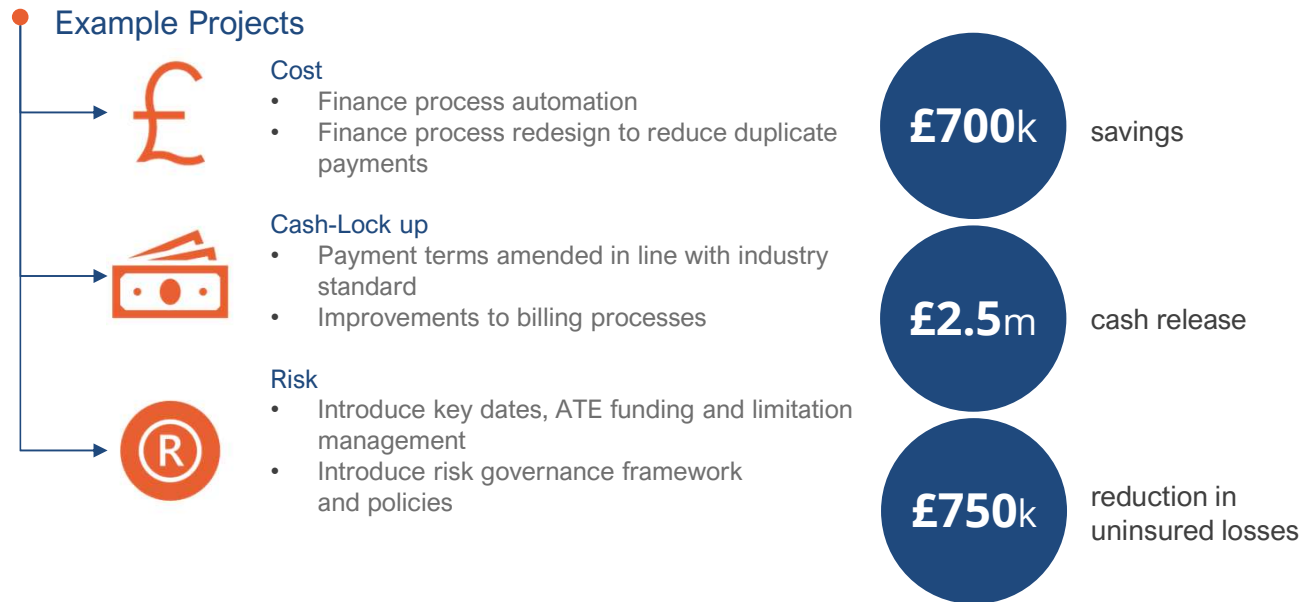 Example Projects
Cost
• Finance process automation
• Finance process redesign to reduce duplicate
payments
£700k
savings
Cash-Lock up
• Payment terms amended in line with industry
standard
• Improvements to billing processes
£2.5m
cash release
Risk
• Introduce key dates, ATE funding and limitation
management
• Introduce risk governance framework
and policies
R
£750k
reduction in
uninsured losses